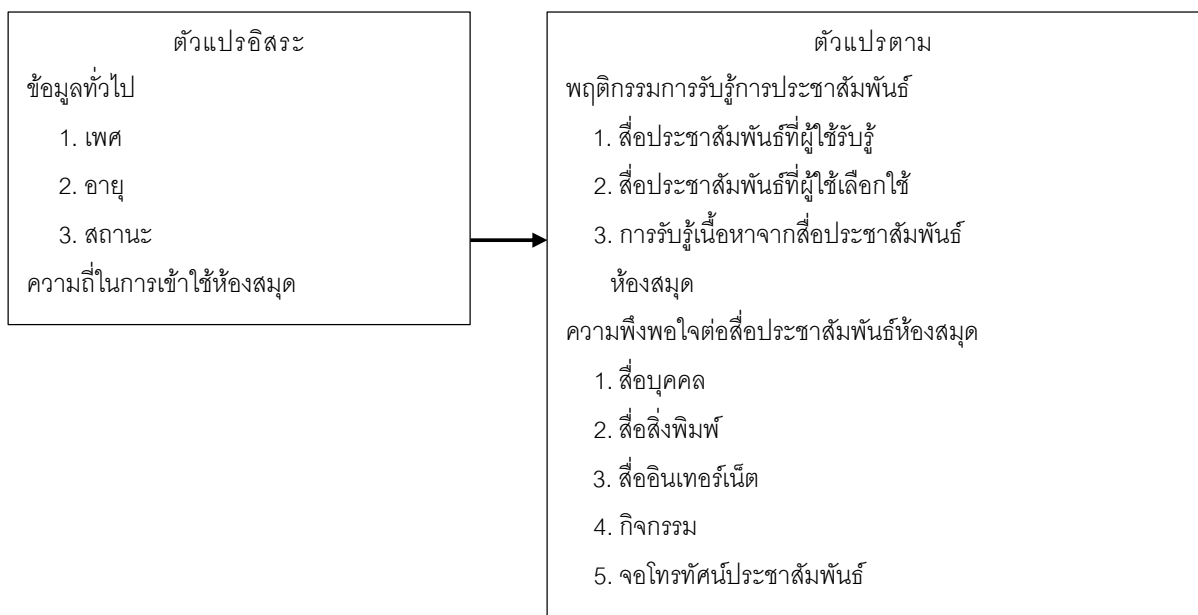 ตัวแปรอิสระ
ข้อมูลทั่วไป
1. เพศ
2. อายุ
3. สถานะ
ความถี่ในการเข้าใช้ห้องสมุด
ตัวแปรตาม
พฤติกรรมการรับรู้การประชาสัมพันธ์
1. สื่อประชาสัมพันธ์ที่ผู้ใช้รับรู้
2. สื่อประชาสัมพันธ์ที่ผู้ใช้เลือกใช้
3. การรับรู้เนื้อหาจากสื่อประชาสัมพันธ์
ห้องสมุด
ความพึงพอใจต่อสื่อประชาสัมพันธ์ห้องสมุด
1. สื่อบุคคล
2. สื่อสิ่งพิมพ์
3. สื่ออินเทอร์เน็ต
4. กิจกรรม
5. จอโทรทัศน์ประชาสัมพันธ์